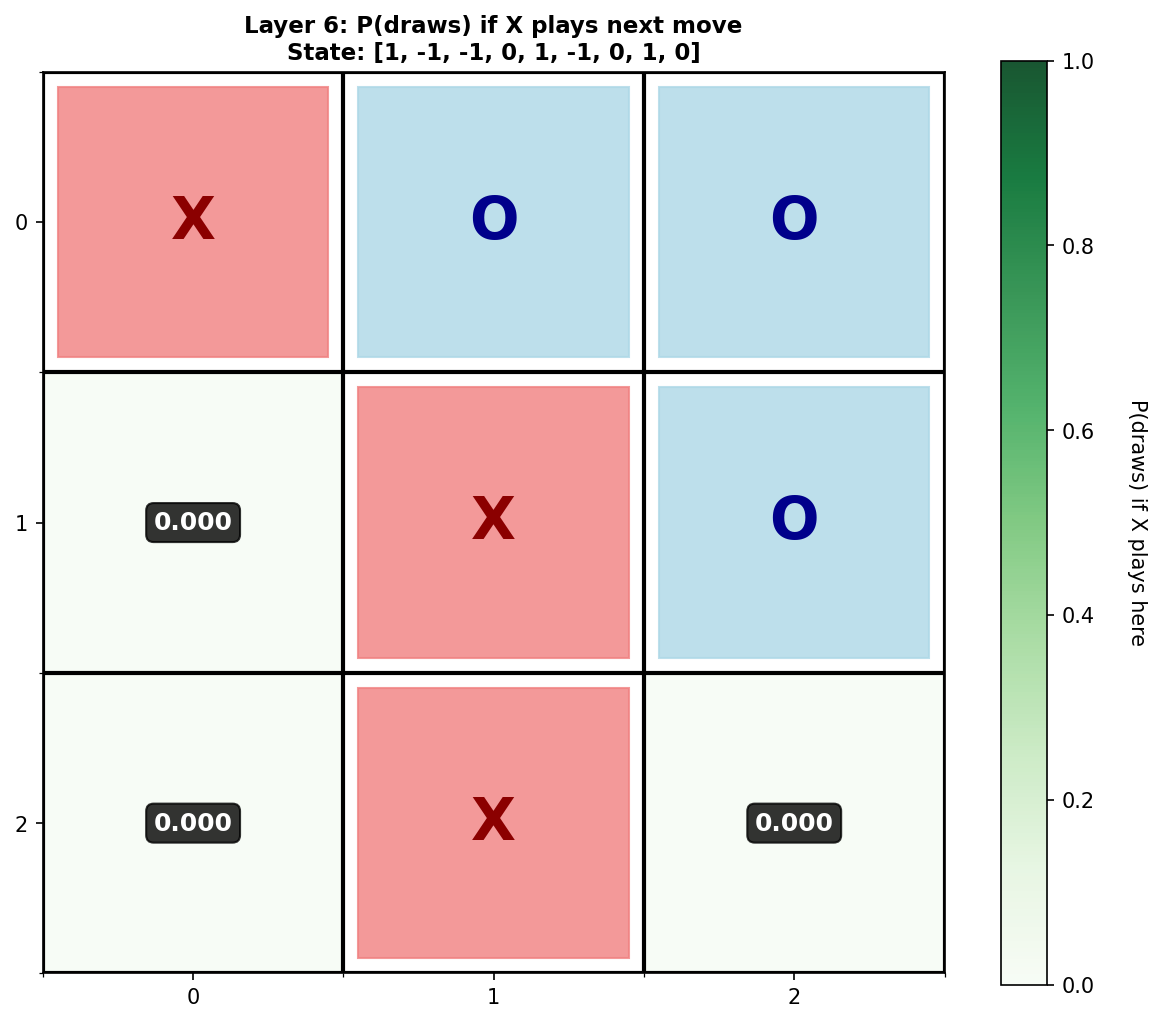 Layer 6: P(draws) if X plays next move
State: [1, -1, -1, 0, 1, -1, 0, 1, 0]
0
X
O
O
1
0.000
X
O
2
0.000
X
0.000
0
1
2
1.0
0.8
0.6
0.4
0.2
0.0
P(draws) if X plays here